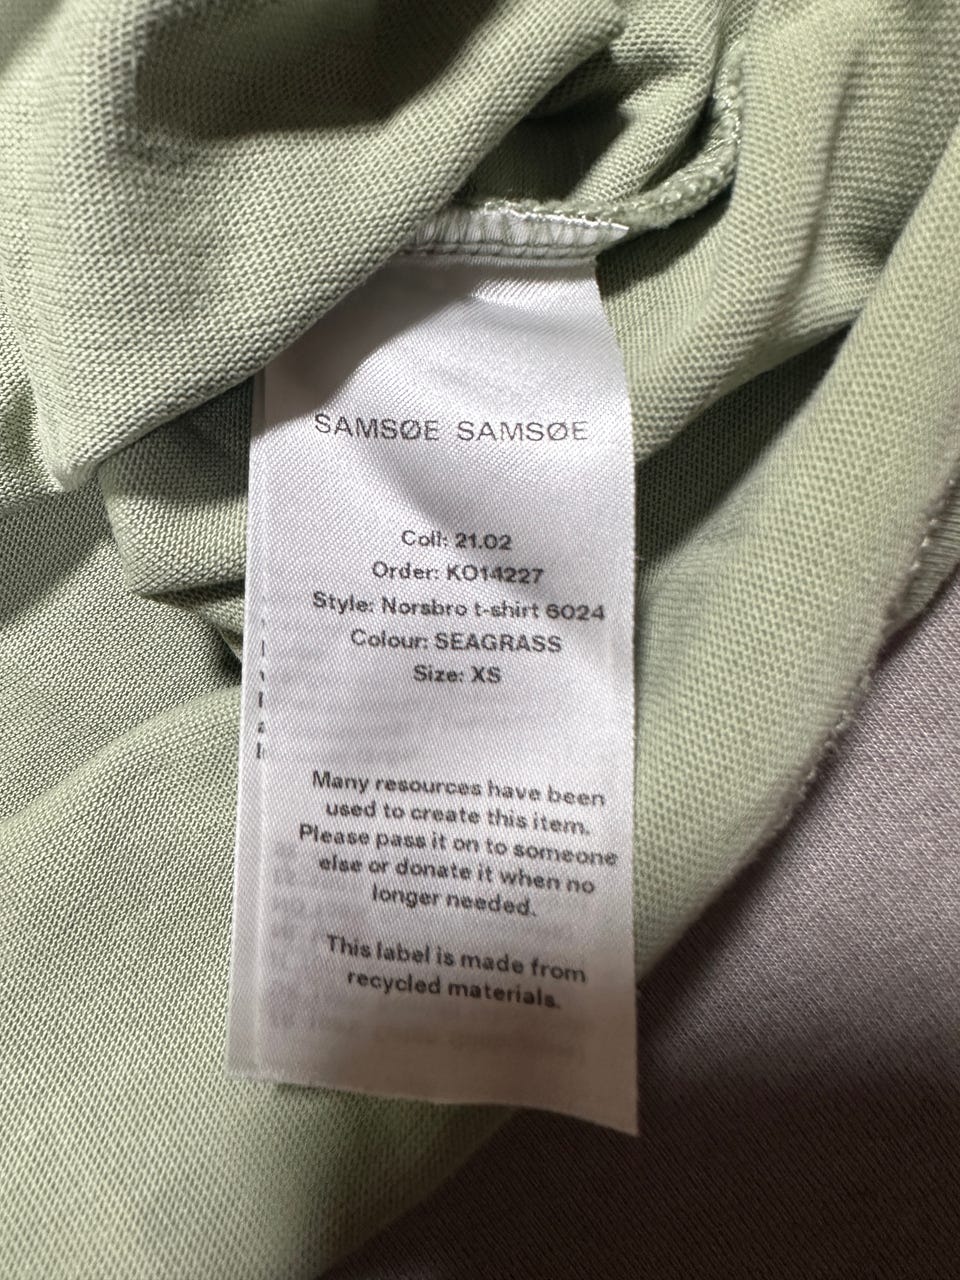 SAMSØE SAMSØE
Coll: 21.02
Order: KO14227
Style: Norsbro t-shirt 6024
Colour: SEAGRASS
Size: XS
Many resources have been
used to create this item.
Please pass it on to someone
else or donate it when no
longer needed.
This label is made from
recycled materials.